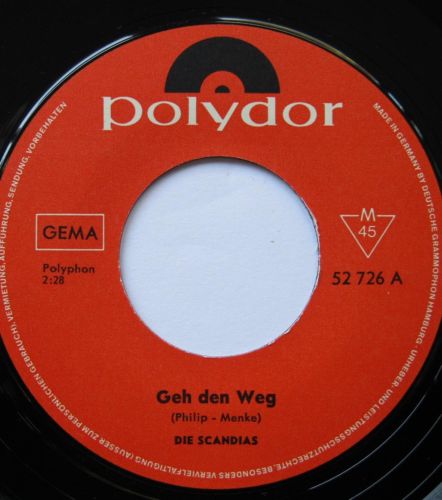 polydor
GEMA
M
45
Polyphon
2:28
52 726 A
Geh den Weg
(Philip - Menke)
DIE SCANDIAS
MADE IN GERMANY BY DEUTSCHE GRAMMOPHON HAMBURG · URHEBER- UND LEISTUNGSSCHUTZRECHTE, BESONDERS VERVIELFÄLTIGUNG (AUSSER ZUM PERSÖNLICHEN GEBRAUCH), VERMIETUNG, AUFFÜHRUNG, SENDUNG, VORBEHALTEN